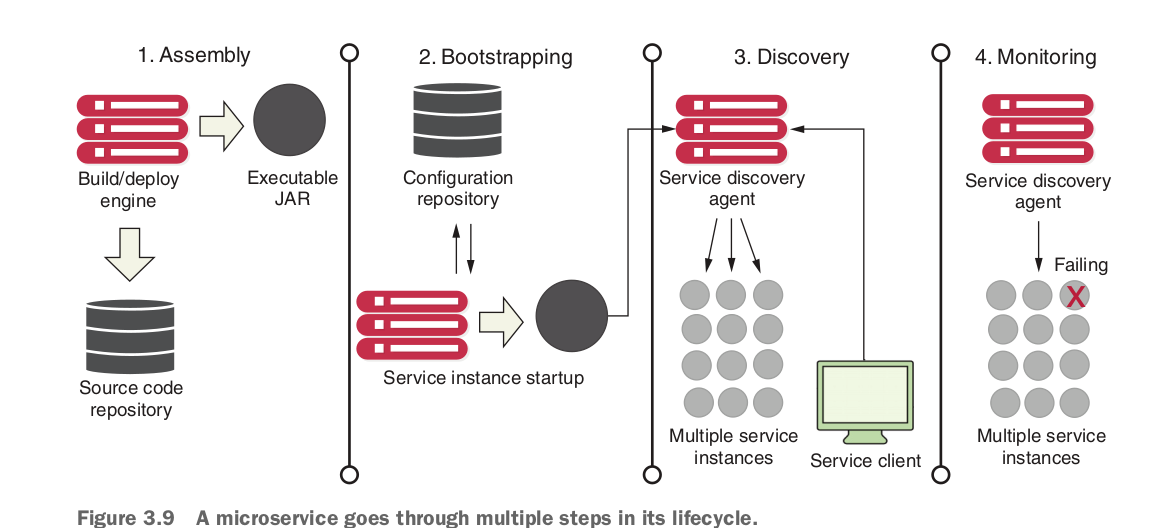 1. Assembly
Build/deploy
engine
Executable
JAR
Source code
repository
2. Bootstrapping
Configuration
repository
Service instance startup
3. Discovery
Service discovery
agent
Multiple service
instances
Service client
4. Monitoring
Service discovery
agent
Failing
X
Multiple service
instances
Figure 3.9 A microservice goes through multiple steps in its lifecycle.